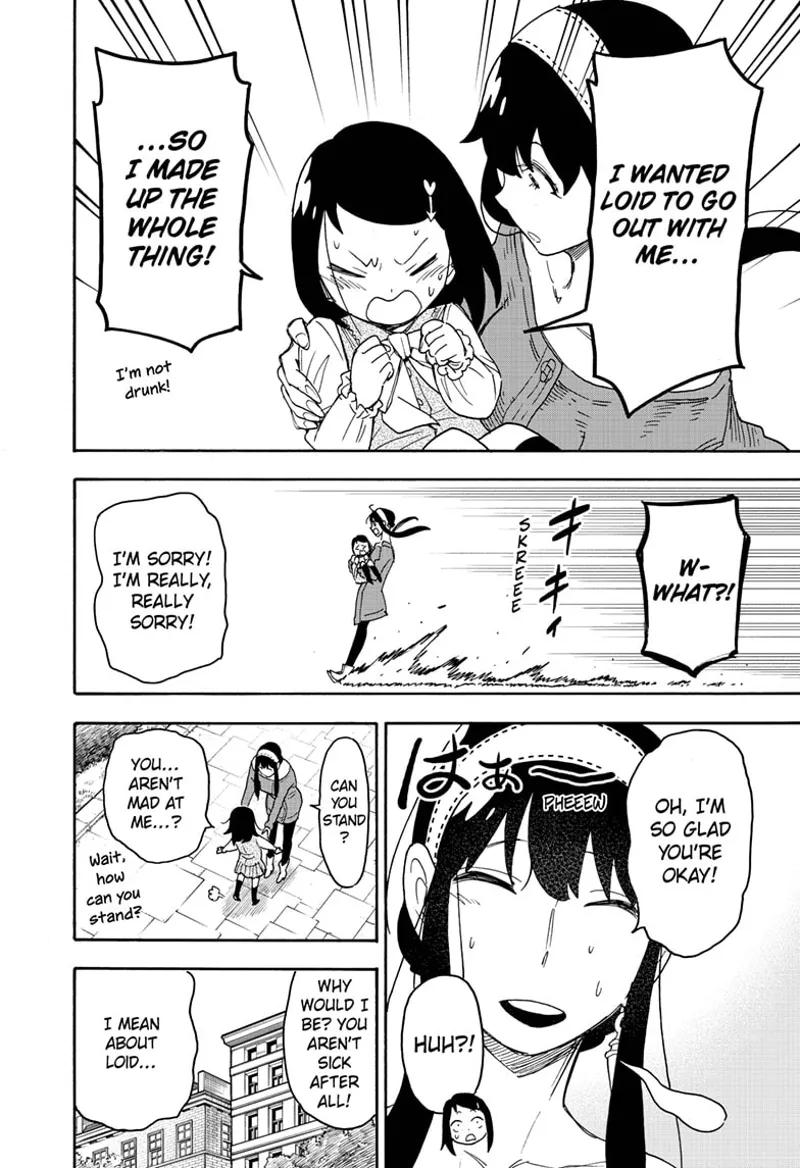 ...SO
I MADE
UP THE
WHOLE
THING!
I WANTED
LOID TO GO
OUT WITH
ME...
I'm not
drunk!
I'M SORRY!
I'M REALLY,
REALLY
SORRY!
キキィ
SKREEEE
W-
WHAT?!
YOU...
AREN'T
MAD AT
ME...?
CAN
YOU
STAND
?
Wait,
how
can you
stand?
はぁ〜
PHEEEW
OH, I'M
SO GLAD
YOU'RE
OKAY!
HUH?!
I MEAN
ABOUT
LOID...
WHY
WOULD I
BE? YOU
AREN'T
SICK
AFTER
ALL!